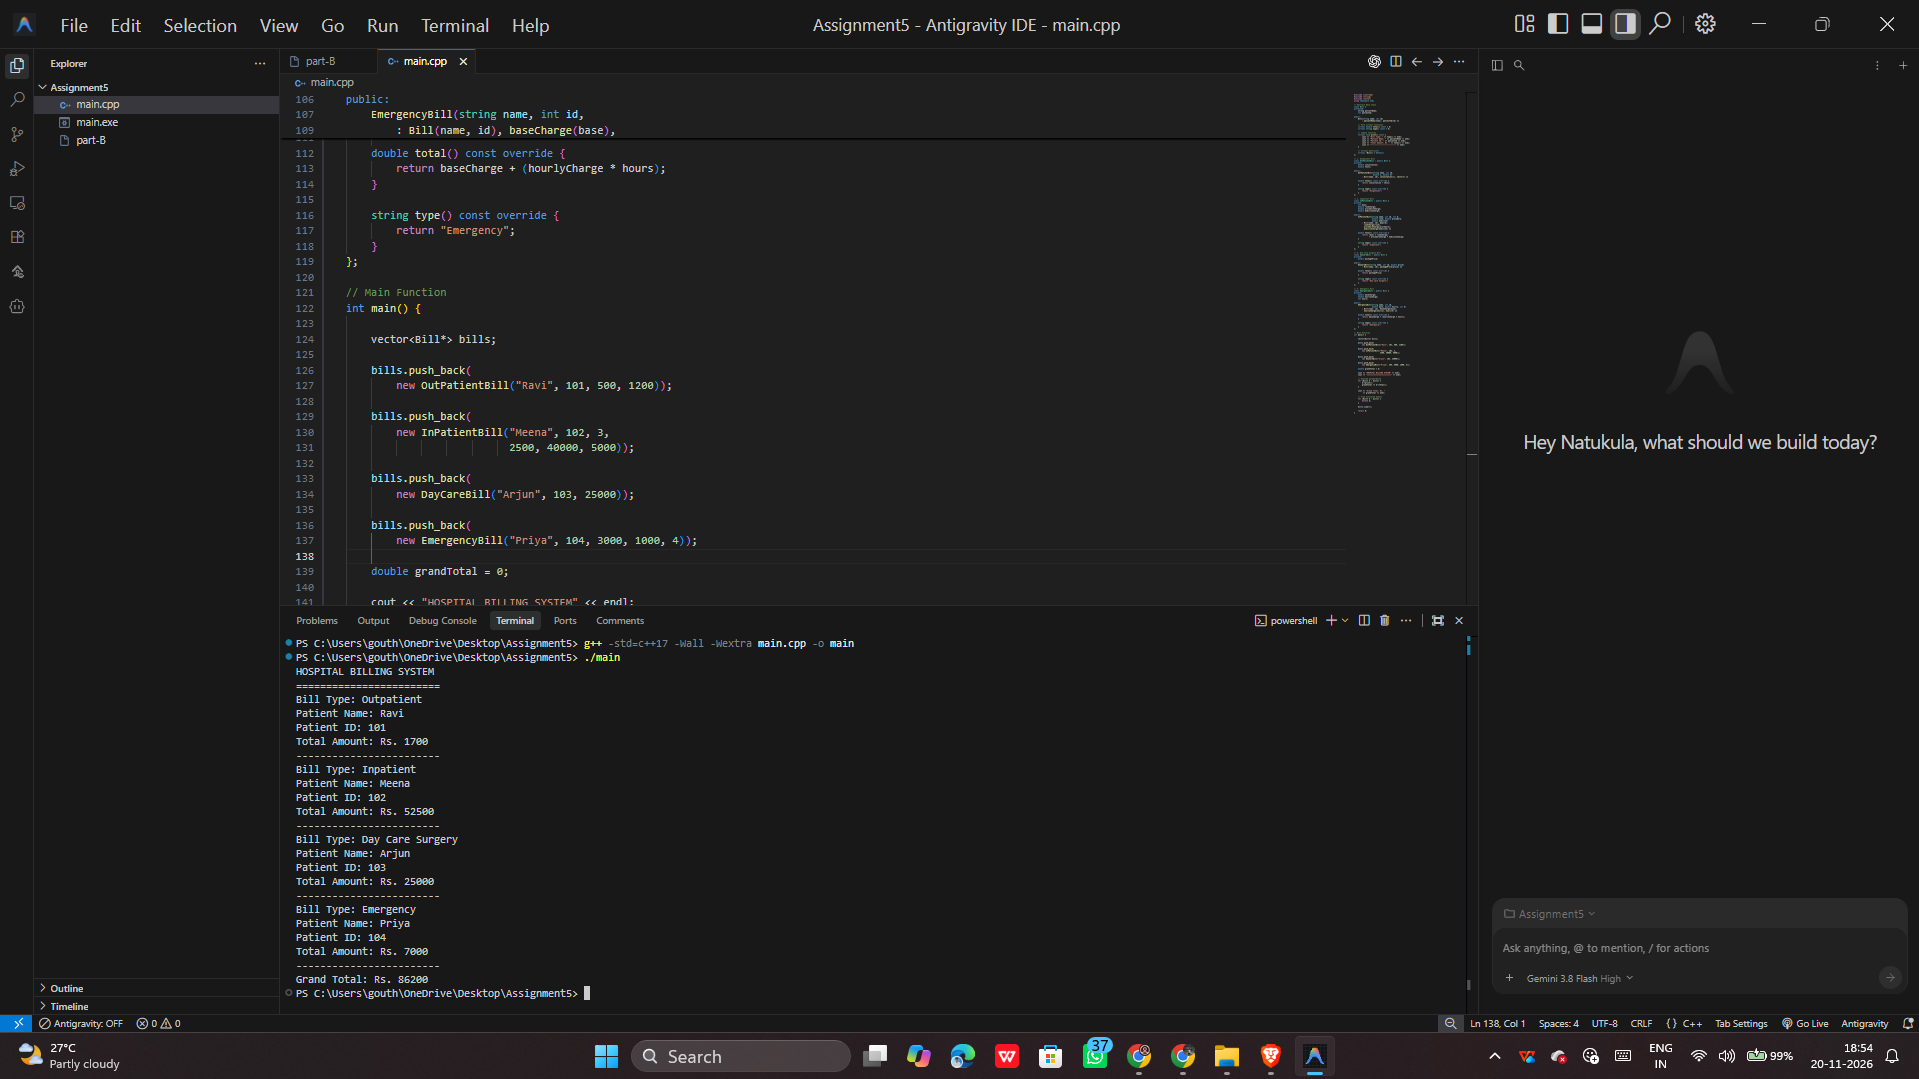 File Edit Selection View Go Run Terminal Help
Assignment5 - Antigravity IDE - main.cpp
Explorer
Assignment5
main.cpp
main.exe
part-B
Outline
Timeline
part-B
main.cpp
main.cpp
106 public:
107 EmergencyBill(string name, int id,
109 : Bill(name, id), baseCharge(base),
112 double total() const override {
113 return baseCharge + (hourlyCharge * hours);
114 }
115
116 string type() const override {
117 return "Emergency";
118 }
119 };
120
121 // Main Function
122 int main() {
123
124 vector<Bill*> bills;
125
126 bills.push_back(
127 new OutPatientBill("Ravi", 101, 500, 1200));
128
129 bills.push_back(
130 new InPatientBill("Meena", 102, 3,
131 2500, 40000, 5000));
132
133 bills.push_back(
134 new DayCareBill("Arjun", 103, 25000));
135
136 bills.push_back(
137 new EmergencyBill("Priya", 104, 3000, 1000, 4));
138
139 double grandTotal = 0;
140
141 cout << "HOSPITAL BILLING SYSTEM" << endl;
Problems Output Debug Console Terminal Ports Comments
powershell
PS C:\Users\gouth\OneDrive\Desktop\Assignment5> g++ -std=c++17 -Wall -Wextra main.cpp -o main
PS C:\Users\gouth\OneDrive\Desktop\Assignment5> ./main
HOSPITAL BILLING SYSTEM
========================
Bill Type: Outpatient
Patient Name: Ravi
Patient ID: 101
Total Amount: Rs. 1700
------------------------
Bill Type: Inpatient
Patient Name: Meena
Patient ID: 102
Total Amount: Rs. 52500
------------------------
Bill Type: Day Care Surgery
Patient Name: Arjun
Patient ID: 103
Total Amount: Rs. 25000
------------------------
Bill Type: Emergency
Patient Name: Priya
Patient ID: 104
Total Amount: Rs. 7000
------------------------
Grand Total: Rs. 86200
PS C:\Users\gouth\OneDrive\Desktop\Assignment5>
Hey Natukula, what should we build today?
Assignment5
Ask anything, @ to mention, / for actions
Gemini 3.8 Flash High
Antigravity: OFF 0 0
Ln 138, Col 1 Spaces: 4 UTF-8 CRLF {} C++ Tab Settings Go Live Antigravity
27°C
Partly cloudy
Search
37
ENG
IN
99%
18:54
20-11-2026